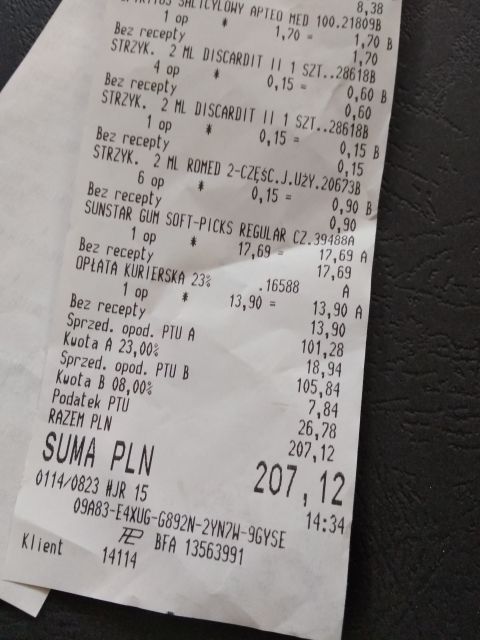 8,38
SALICYLOWY APTEO MED 100.21809B
1 op * 1,70 = 1,70 B
Bez recepty 1,70
STRZYK. 2 ML DISCARDIT II 1 SZT..28618B
4 op * 0,15 = 0,60 B
Bez recepty 0,60
STRZYK. 2 ML DISCARDIT II 1 SZT..28618B
1 op * 0,15 = 0,15 B
Bez recepty 0,15
STRZYK. 2 ML ROMED 2-CZĘŚC.J.UŻY.20673B
6 op * 0,15 = 0,90 B
Bez recepty 0,90
SUNSTAR GUM SOFT-PICKS REGULAR CZ.39488A
1 op * 17,69 = 17,69 A
Bez recepty 17,69
OPŁATA KURIERSKA 23% .16588 A
1 op * 13,90 = 13,90 A
Bez recepty 13,90
Sprzed. opod. PTU A 101,28
Kwota A 23,00% 18,94
Sprzed. opod. PTU B 105,84
Kwota B 08,00% 7,84
Podatek PTU 26,78
RAZEM PLN 207,12
SUMA PLN 207,12
0114/0823 WJR 15 14:34
09A83-E4XUG-G892N-2YN7W-9GYSE
BFA 13563991
Klient 14114